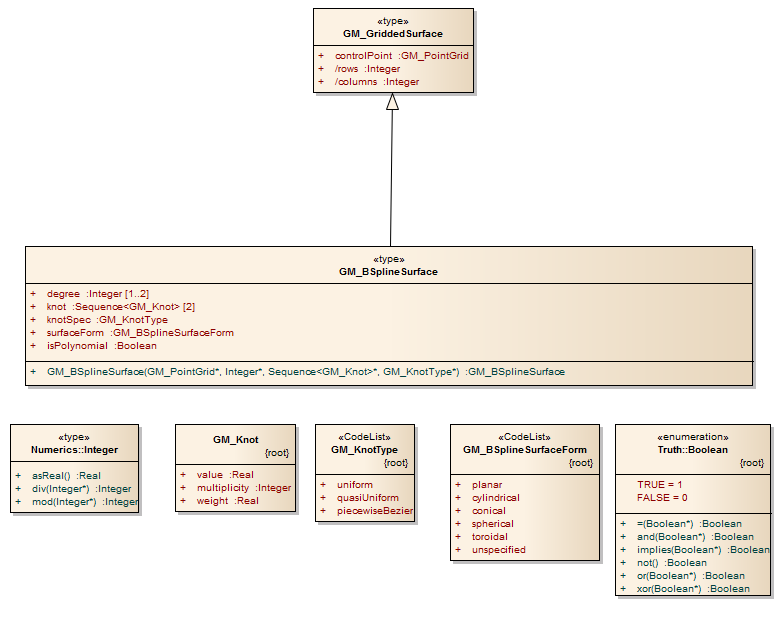 «type»
GM_GriddedSurface
+ controlPoint :GM_PointGrid
+ /rows :Integer
+ /columns :Integer
«type»
GM_BSplineSurface
+ degree :Integer [1..2]
+ knot :Sequence<GM_Knot> [2]
+ knotSpec :GM_KnotType
+ surfaceForm :GM_BSplineSurfaceForm
+ isPolynomial :Boolean
+ GM_BSplineSurface(GM_PointGrid*, Integer*, Sequence<GM_Knot>*, GM_KnotType*) :GM_BSplineSurface
«type»
Numerics::Integer
+ asReal() :Real
+ div(Integer*) :Integer
+ mod(Integer*) :Integer
GM_Knot
{root}
+ value :Real
+ multiplicity :Integer
+ weight :Real
«CodeList»
GM_KnotType
{root}
+ uniform
+ quasiUniform
+ piecewiseBezier
«CodeList»
GM_BSplineSurfaceForm
{root}
+ planar
+ cylindrical
+ conical
+ spherical
+ toroidal
+ unspecified
«enumeration»
Truth::Boolean
{root}
TRUE = 1
FALSE = 0
+ =(Boolean*) :Boolean
+ and(Boolean*) :Boolean
+ implies(Boolean*) :Boolean
+ not() :Boolean
+ or(Boolean*) :Boolean
+ xor(Boolean*) :Boolean